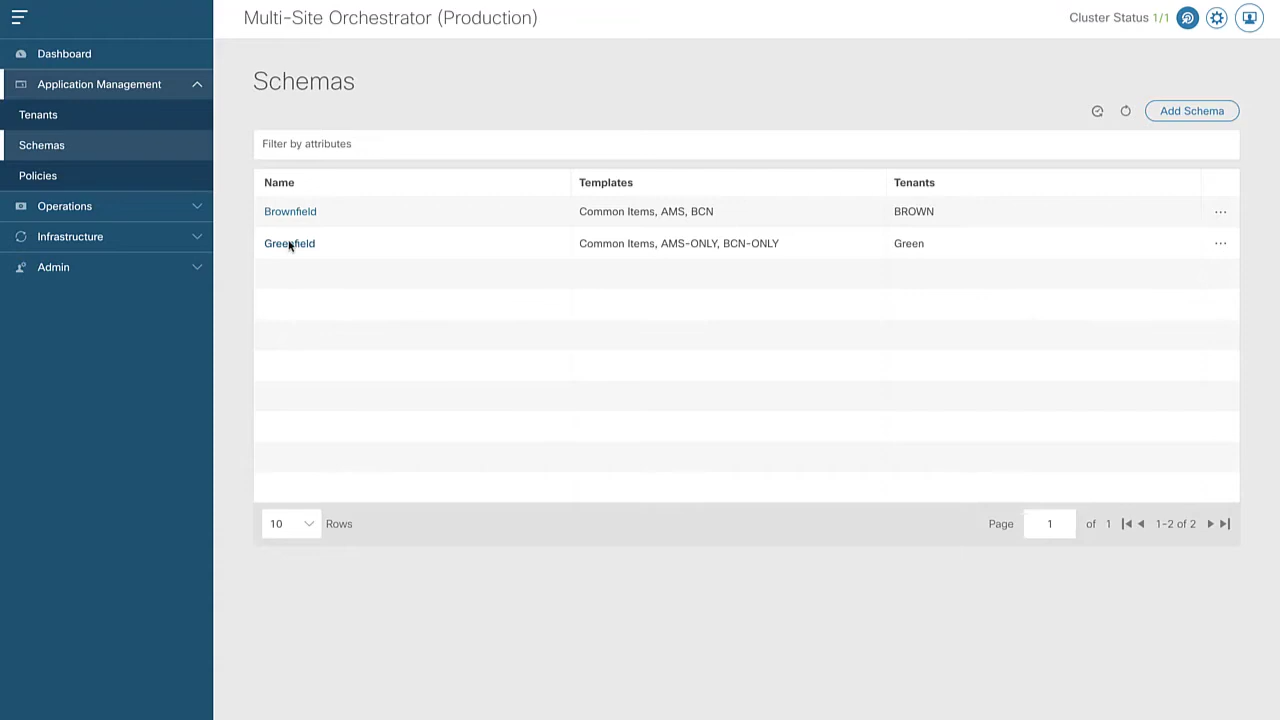 Multi-Site Orchestrator (Production)
Cluster Status 1/1
Dashboard
Application Management
Tenants
Schemas
Policies
Operations
Infrastructure
Admin
Schemas
Add Schema
Filter by attributes
Name Templates Tenants
Brownfield Common Items, AMS, BCN BROWN ...
Greenfield Common Items, AMS-ONLY, BCN-ONLY Green ...
10 Rows Page 1 of 1 1-2 of 2